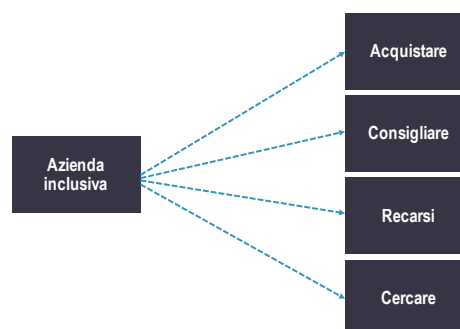 Azienda
inclusiva
Acquistare
Consigliare
Recarsi
Cercare